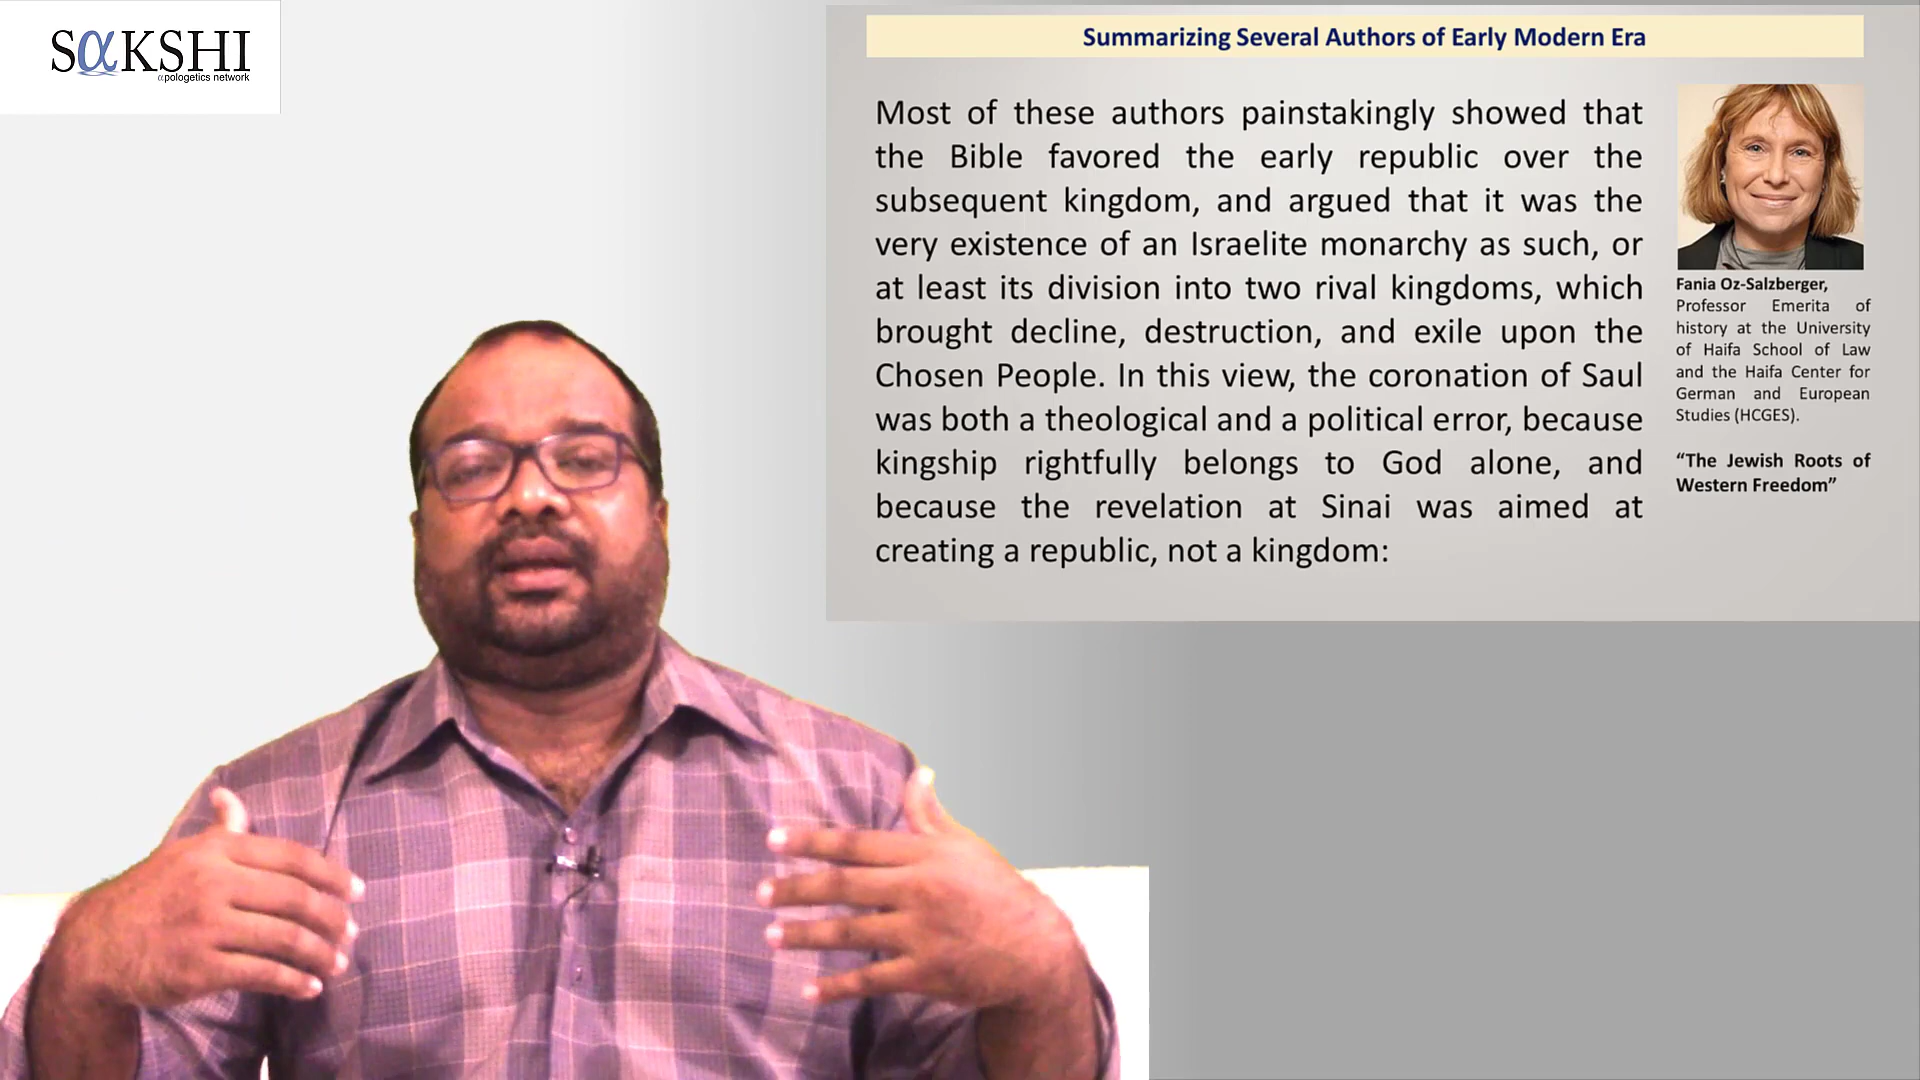 SαKSHI
αpologetics network
Summarizing Several Authors of Early Modern Era
Most of these authors painstakingly showed that
the Bible favored the early republic over the
subsequent kingdom, and argued that it was the
very existence of an Israelite monarchy as such, or
at least its division into two rival kingdoms, which
brought decline, destruction, and exile upon the
Chosen People. In this view, the coronation of Saul
was both a theological and a political error, because
kingship rightfully belongs to God alone, and
because the revelation at Sinai was aimed at
creating a republic, not a kingdom:
Fania Oz-Salzberger,
Professor Emerita of
history at the University
of Haifa School of Law
and the Haifa Center for
German and European
Studies (HCGES).
“The Jewish Roots of
Western Freedom”